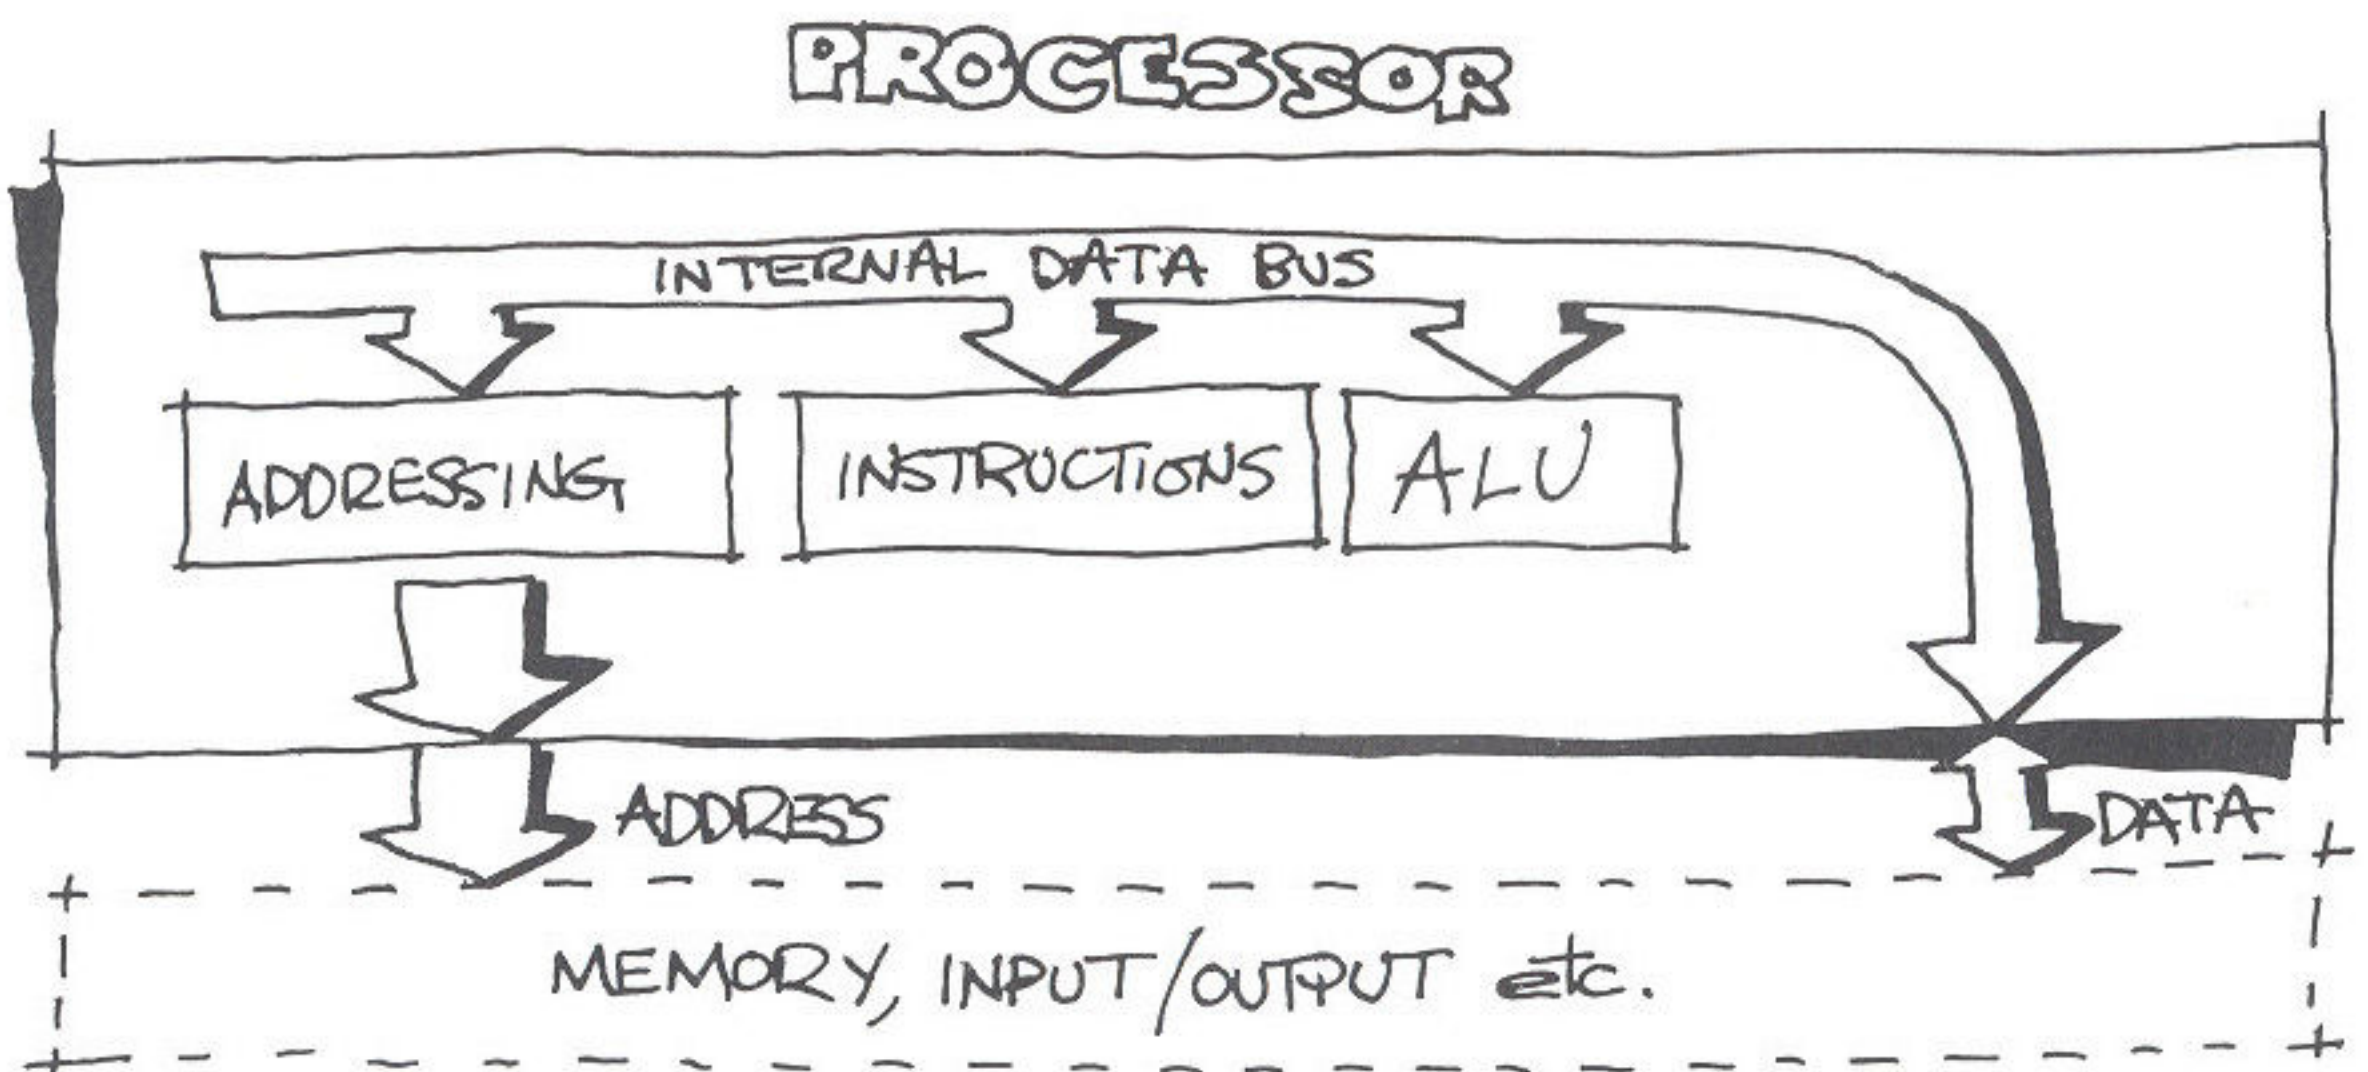 PROCESSOR
INTERNAL DATA BUS
ADDRESSING
INSTRUCTIONS
ALU
ADDRESS
DATA
MEMORY, INPUT/OUTPUT etc.